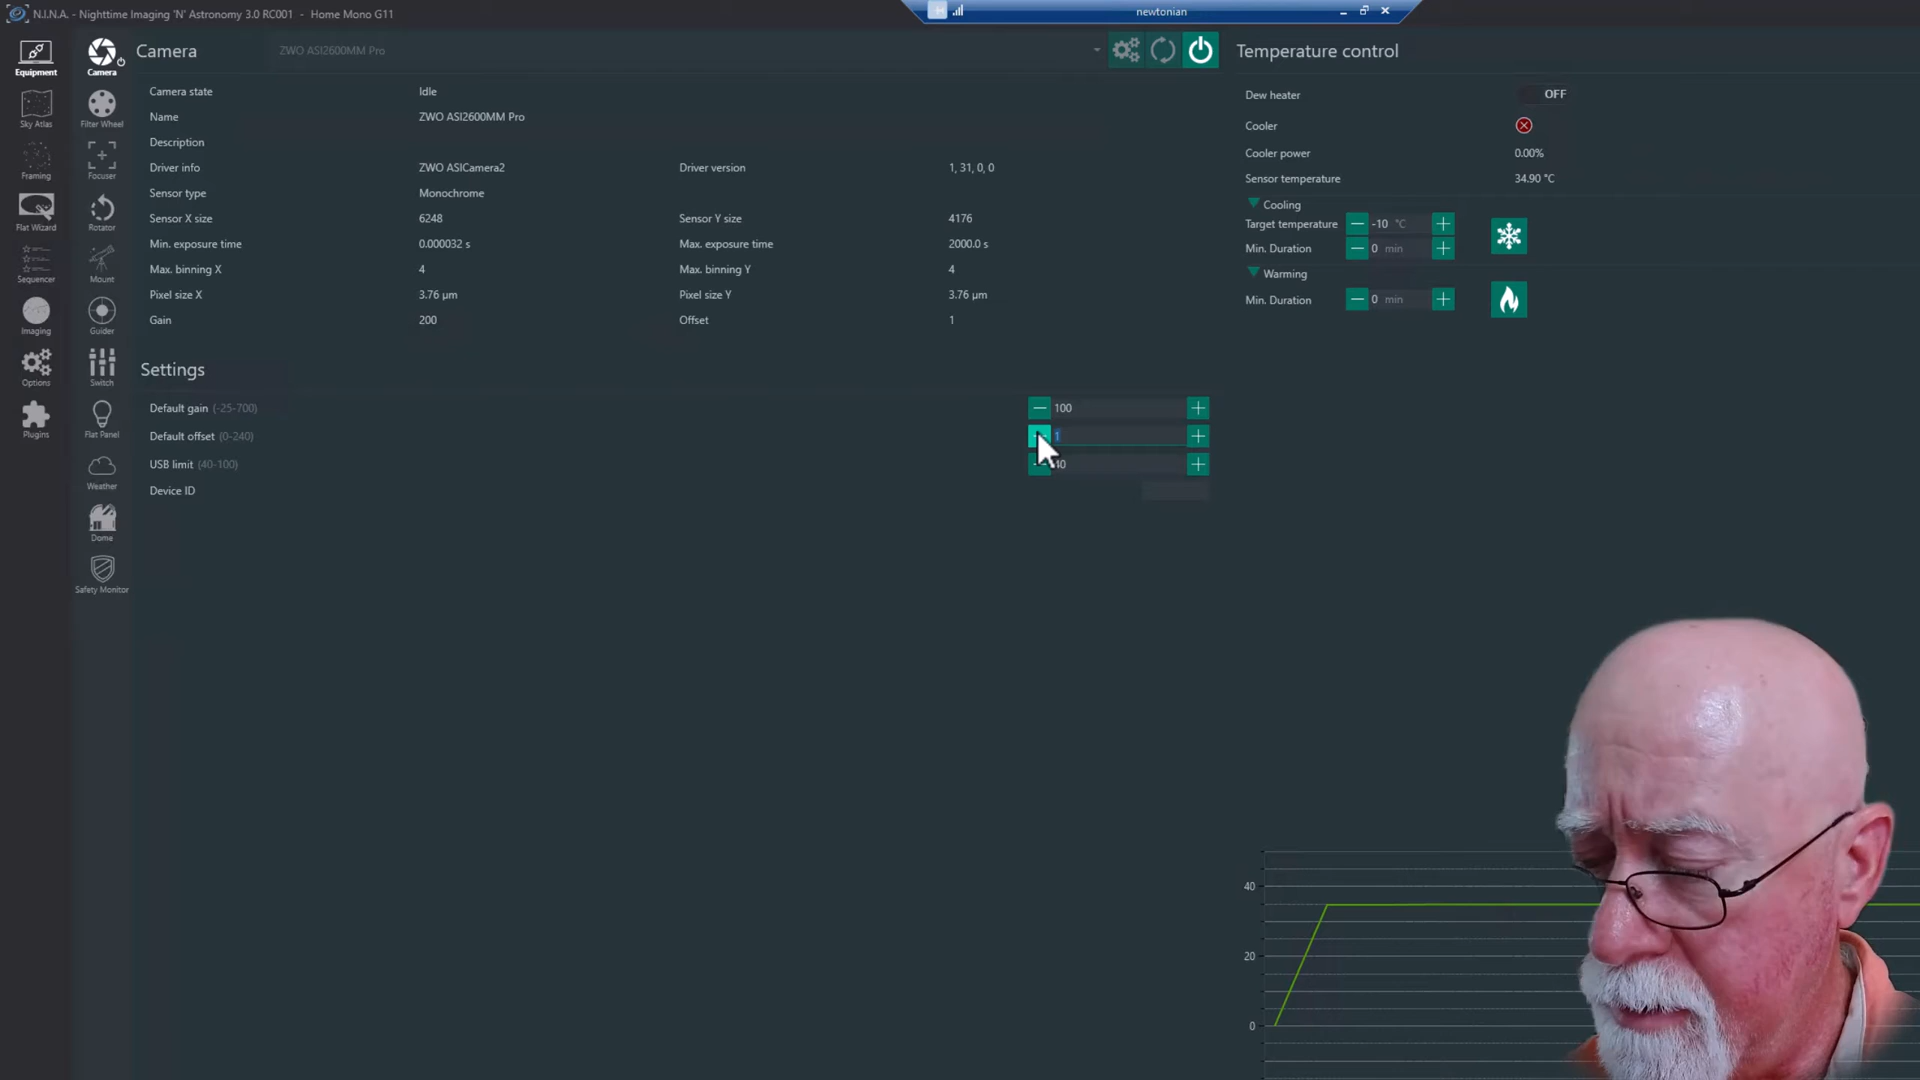 N.I.N.A. - Nighttime Imaging 'N' Astronomy 3.0 RC001 - Home Mono G11
newtonian
Equipment
Sky Atlas
Framing
Flat Wizard
Sequencer
Imaging
Options
Plugins
Camera
Filter Wheel
Focuser
Rotator
Mount
Guider
Switch
Flat Panel
Weather
Dome
Safety Monitor
Camera ZWO ASI2600MM Pro
Camera state Idle
Name ZWO ASI2600MM Pro
Description
Driver info ZWO ASICamera2 Driver version 1, 31, 0, 0
Sensor type Monochrome
Sensor X size 6248 Sensor Y size 4176
Min. exposure time 0.000032 s Max. exposure time 2000.0 s
Max. binning X 4 Max. binning Y 4
Pixel size X 3.76 µm Pixel size Y 3.76 µm
Gain 200 Offset 1
Settings
Default gain (-25-700) 100
Default offset (0-240) 1
USB limit (40-100) 40
Device ID
Temperature control
Dew heater OFF
Cooler
Cooler power 0.00%
Sensor temperature 34.90 °C
Cooling
Target temperature -10 °C
Min. Duration 0 min
Warming
Min. Duration 0 min
40
20
0